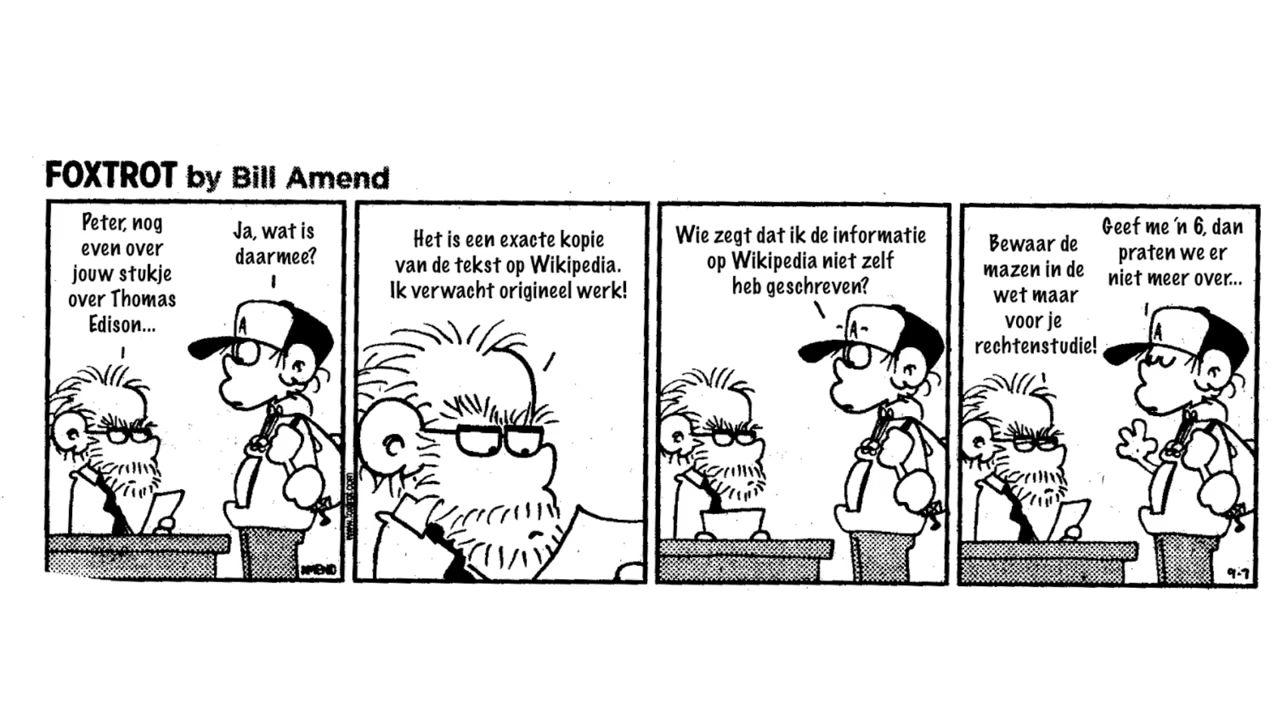 FOXTROT by Bill Amend
Peter, nog
even over
jouw stukje
over Thomas
Edison...
Ja, wat is
daarmee?
AMEND
www.foxtrot.com
Het is een exacte kopie
van de tekst op Wikipedia.
Ik verwacht origineel werk!
Wie zegt dat ik de informatie
op Wikipedia niet zelf
heb geschreven?
A
Bewaar de
mazen in de
wet maar
voor je
rechtenstudie!
Geef me 'n 6, dan
praten we er
niet meer over...
A
9-7